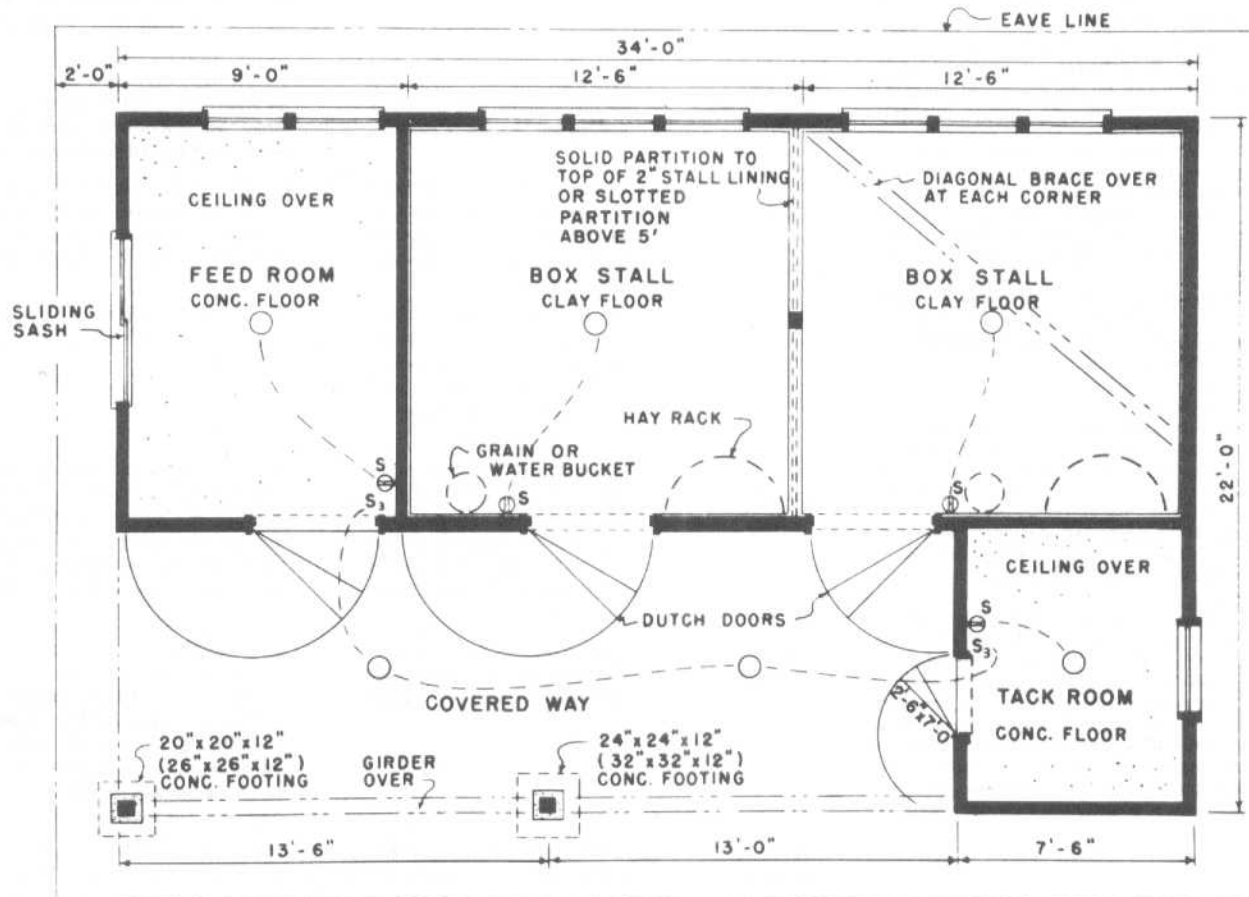 EAVE LINE
34'-0"
2'-0"
9'-0"
12'-6"
12'-6"
SOLID PARTITION TO
TOP OF 2" STALL LINING
OR SLOTTED
PARTITION
ABOVE 5'
DIAGONAL BRACE OVER
AT EACH CORNER
CEILING OVER
FEED ROOM
CONC. FLOOR
BOX STALL
CLAY FLOOR
BOX STALL
CLAY FLOOR
SLIDING
SASH
HAY RACK
GRAIN OR
WATER BUCKET
S
S
S
S3
22'-0"
CEILING OVER
DUTCH DOORS
S
S3
TACK ROOM
CONC. FLOOR
2'-6"x7'-0
COVERED WAY
20"x20"x12"
(26"x26"x12")
CONC. FOOTING
GIRDER
OVER
24"x24"x12"
(32"x32"x12")
CONC. FOOTING
13'-6"
13'-0"
7'-6"